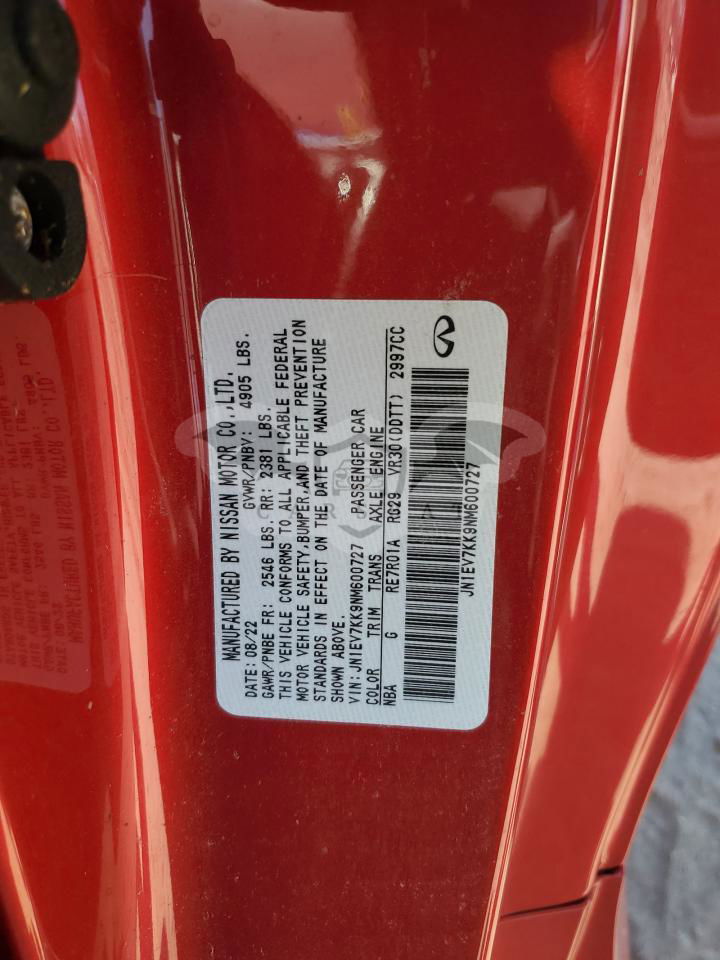 MANUFACTURED BY NISSAN MOTOR CO.,LTD.
DATE: 08/22 GVWR/PNBV: 4905 LBS.
GAWR/PNBE FR: 2546 LBS. RR: 2381 LBS.
THIS VEHICLE CONFORMS TO ALL APPLICABLE FEDERAL
MOTOR VEHICLE SAFETY,BUMPER,AND THEFT PREVENTION
STANDARDS IN EFFECT ON THE DATE OF MANUFACTURE
SHOWN ABOVE.
VIN: JN1EV7KK9NM600727 PASSENGER CAR
COLOR TRIM TRANS AXLE ENGINE
NBA G RE7R01A RG29 VR30(DDTT) 2997CC
JN1EV7KK9NM600727